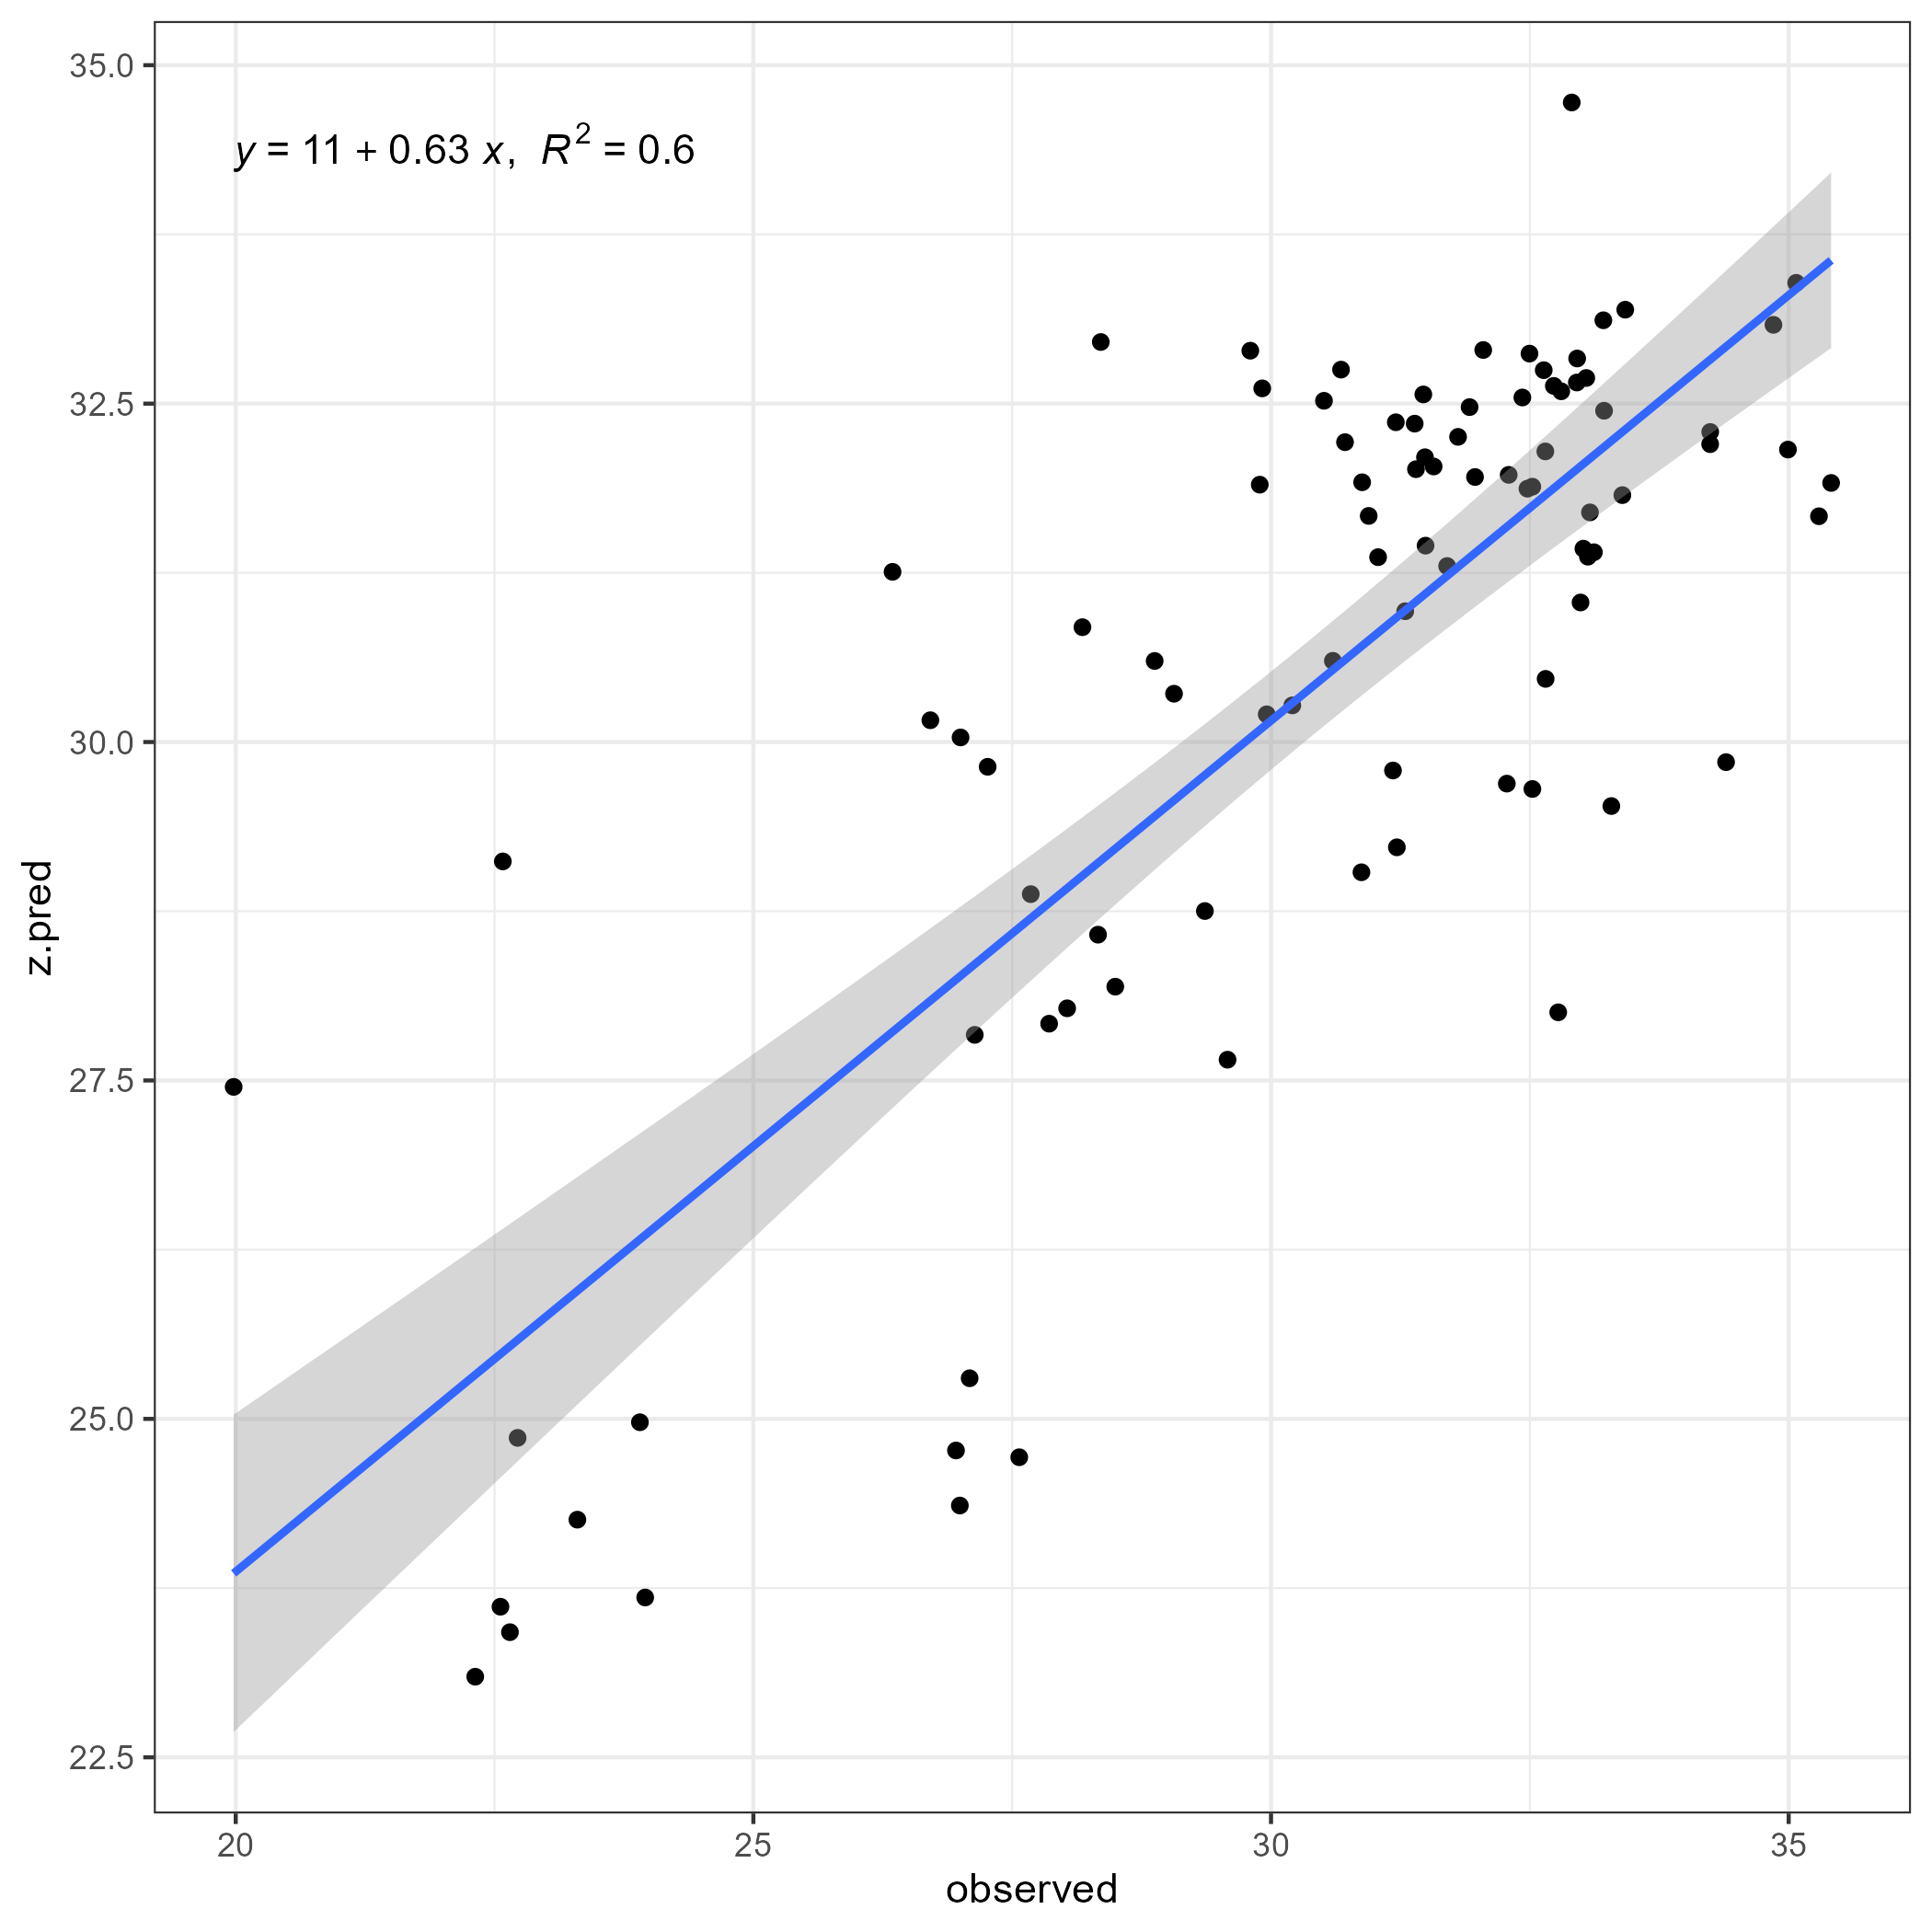 y = 11 + 0.63 x, R² = 0.6
35.0
32.5
30.0
27.5
25.0
22.5
z.pred
20 25 30 35
observed